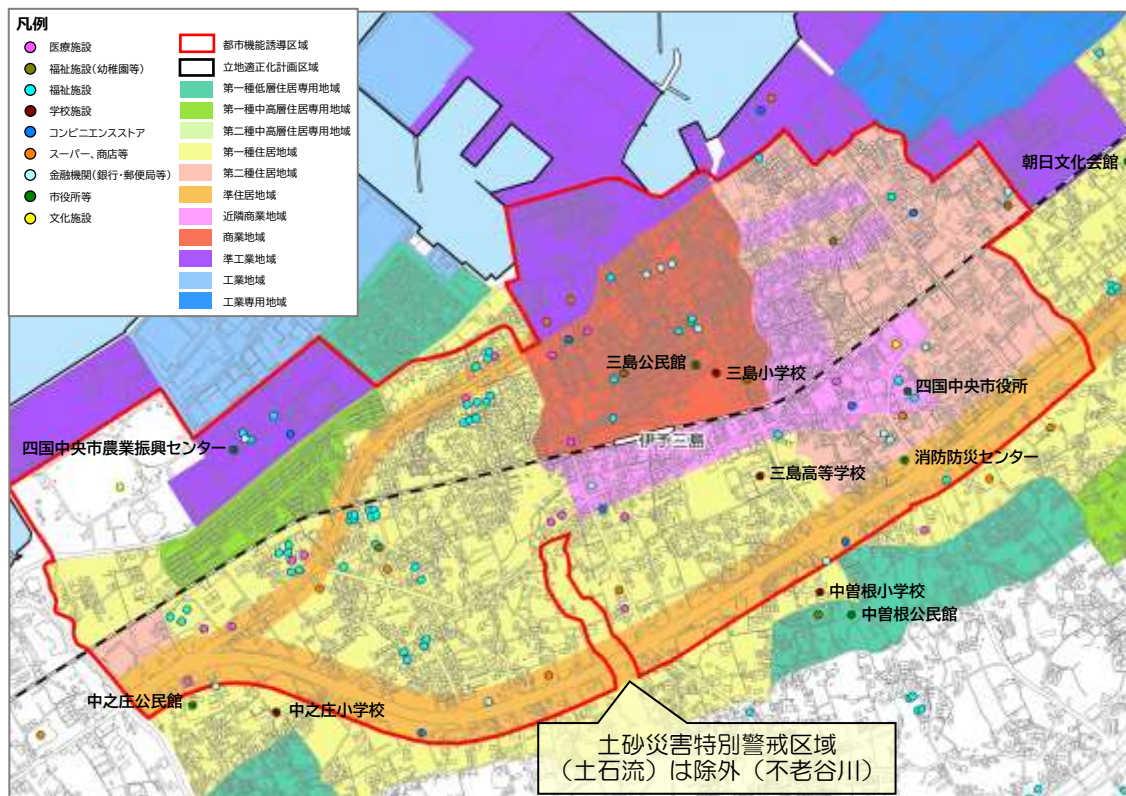 凡例
医療施設
福祉施設(幼稚園等)
福祉施設
学校施設
コンビニエンスストア
スーパー、商店等
金融機関(銀行・郵便局等)
市役所等
文化施設
都市機能誘導区域
立地適正化計画区域
第一種低層住居専用地域
第一種中高層住居専用地域
第二種中高層住居専用地域
第一種住居地域
第二種住居地域
準住居地域
近隣商業地域
商業地域
準工業地域
工業地域
工業専用地域
朝日文化会館
三島公民館
三島小学校
四国中央市役所
伊予三島
四国中央市農業振興センター
消防防災センター
三島高等学校
中曽根小学校
中曽根公民館
中之庄公民館
中之庄小学校
土砂災害特別警戒区域
(土石流)は除外(不老谷川)